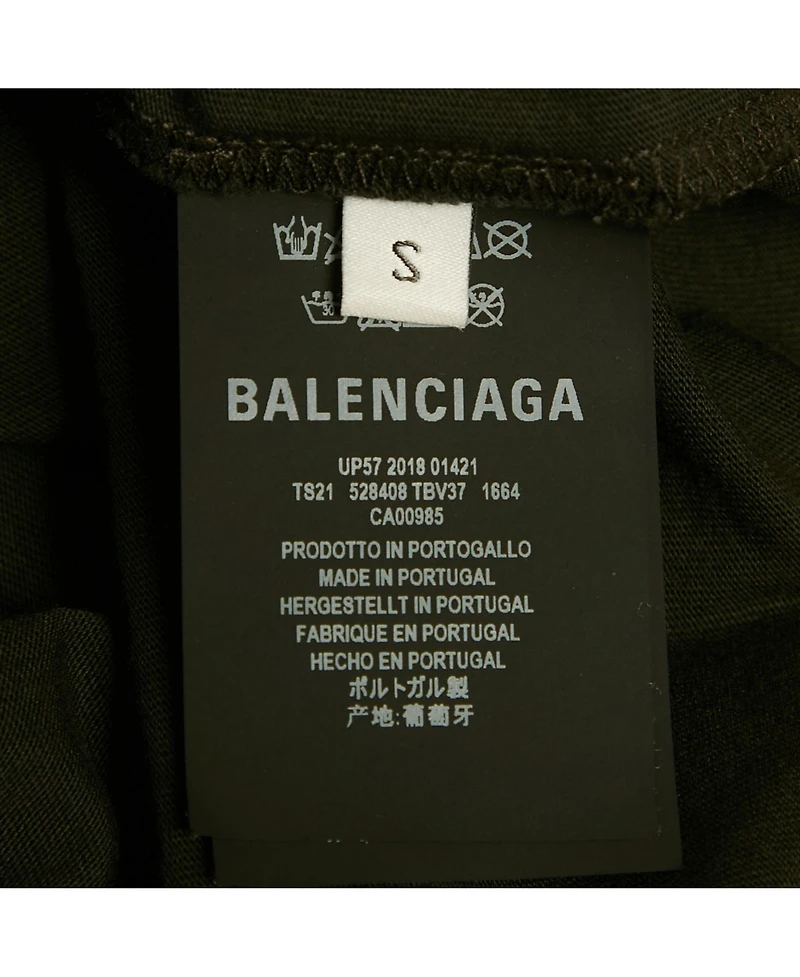 S
30
BALENCIAGA
UP57 2018 01421
TS21 528408 TBV37 1664
CA00985
PRODOTTO IN PORTOGALLO
MADE IN PORTUGAL
HERGESTELLT IN PORTUGAL
FABRIQUE EN PORTUGAL
HECHO EN PORTUGAL
ポルトガル製
产地:葡萄牙